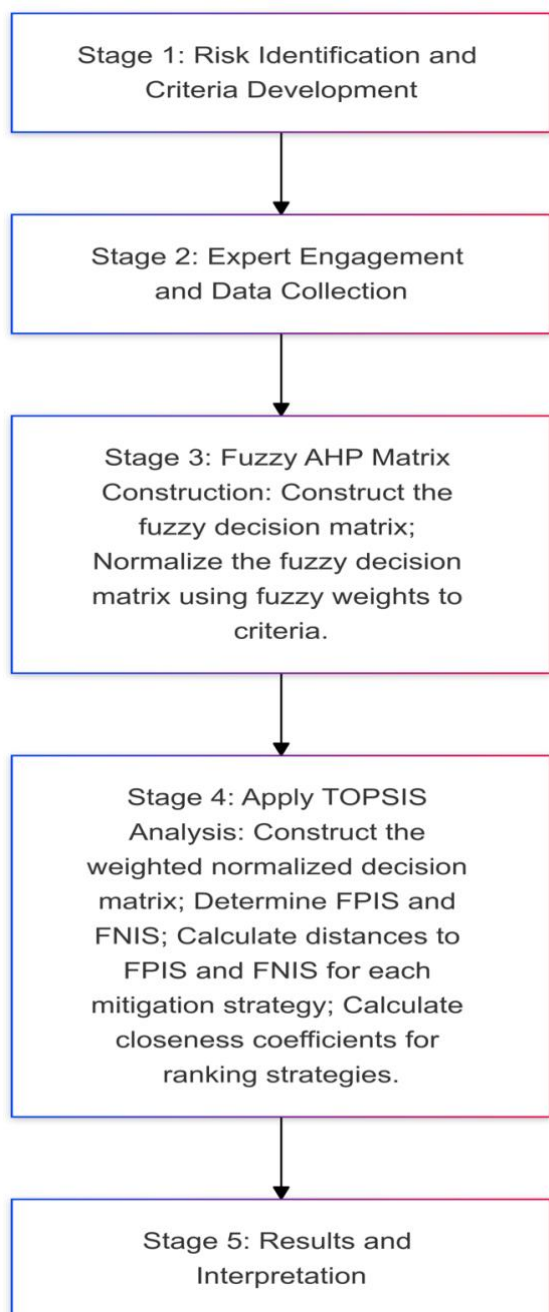 Stage 1: Risk Identification and
Criteria Development
Stage 2: Expert Engagement
and Data Collection
Stage 3: Fuzzy AHP Matrix
Construction: Construct the
fuzzy decision matrix;
Normalize the fuzzy decision
matrix using fuzzy weights to
criteria.
Stage 4: Apply TOPSIS
Analysis: Construct the
weighted normalized decision
matrix; Determine FPIS and
FNIS; Calculate distances to
FPIS and FNIS for each
mitigation strategy; Calculate
closeness coefficients for
ranking strategies.
Stage 5: Results and
Interpretation